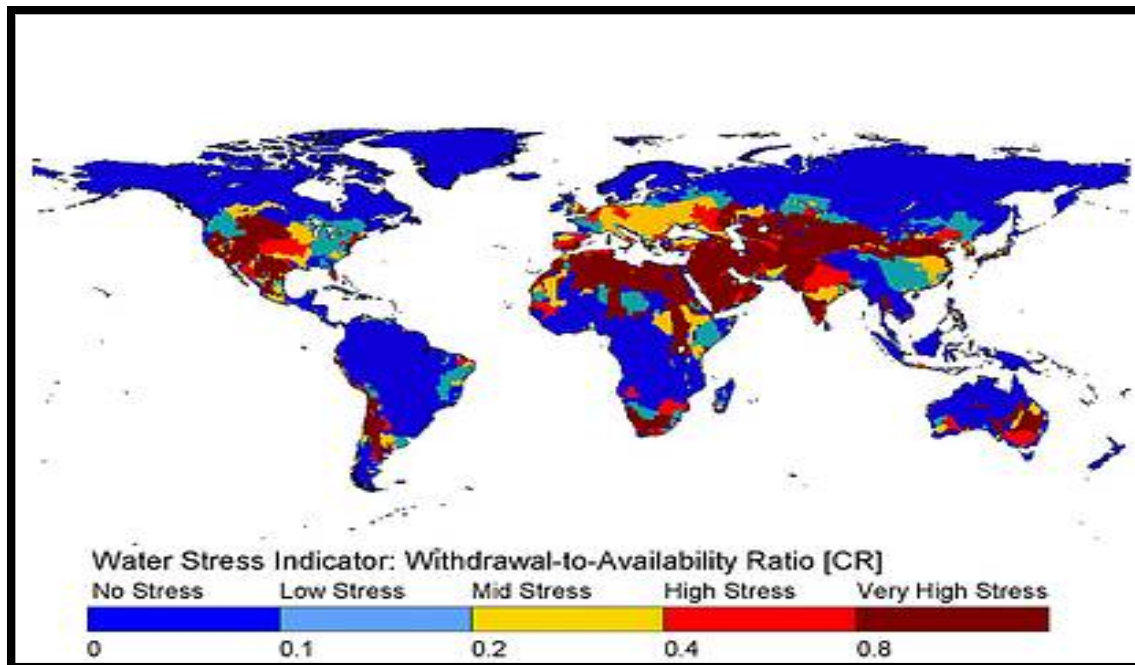 Water Stress Indicator: Withdrawal-to-Availability Ratio [CR]
No Stress Low Stress Mid Stress High Stress Very High Stress
0 0.1 0.2 0.4 0.8